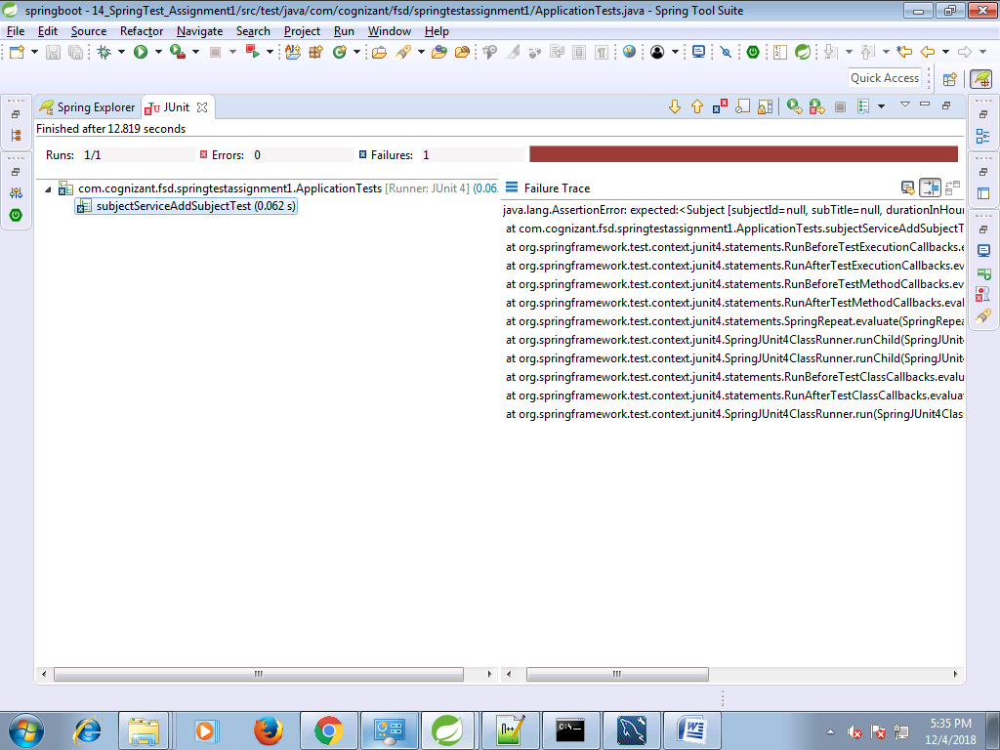 springboot - 14_SpringTest_Assignment1/src/test/java/com/cognizant/fsd/springtestassignment1/ApplicationTests.java - Spring Tool Suite
File Edit Source Refactor Navigate Search Project Run Window Help
Quick Access
Spring Explorer JUnit
Finished after 12.819 seconds
Runs: 1/1 Errors: 0 Failures: 1
com.cognizant.fsd.springtestassignment1.ApplicationTests [Runner: JUnit 4] (0.06
subjectServiceAddSubjectTest (0.062 s)
Failure Trace
java.lang.AssertionError: expected:<Subject [subjectId=null, subTitle=null, durationInHour
at com.cognizant.fsd.springtestassignment1.ApplicationTests.subjectServiceAddSubjectT
at org.springframework.test.context.junit4.statements.RunBeforeTestExecutionCallbacks.e
at org.springframework.test.context.junit4.statements.RunAfterTestExecutionCallbacks.ev
at org.springframework.test.context.junit4.statements.RunBeforeTestMethodCallbacks.ev
at org.springframework.test.context.junit4.statements.RunAfterTestMethodCallbacks.eval
at org.springframework.test.context.junit4.statements.SpringRepeat.evaluate(SpringRepea
at org.springframework.test.context.junit4.SpringJUnit4ClassRunner.runChild(SpringJUnit4
at org.springframework.test.context.junit4.SpringJUnit4ClassRunner.runChild(SpringJUnit4
at org.springframework.test.context.junit4.statements.RunBeforeTestClassCallbacks.evalu
at org.springframework.test.context.junit4.statements.RunAfterTestClassCallbacks.evaluat
at org.springframework.test.context.junit4.SpringJUnit4ClassRunner.run(SpringJUnit4Clas
5:35 PM
12/4/2018